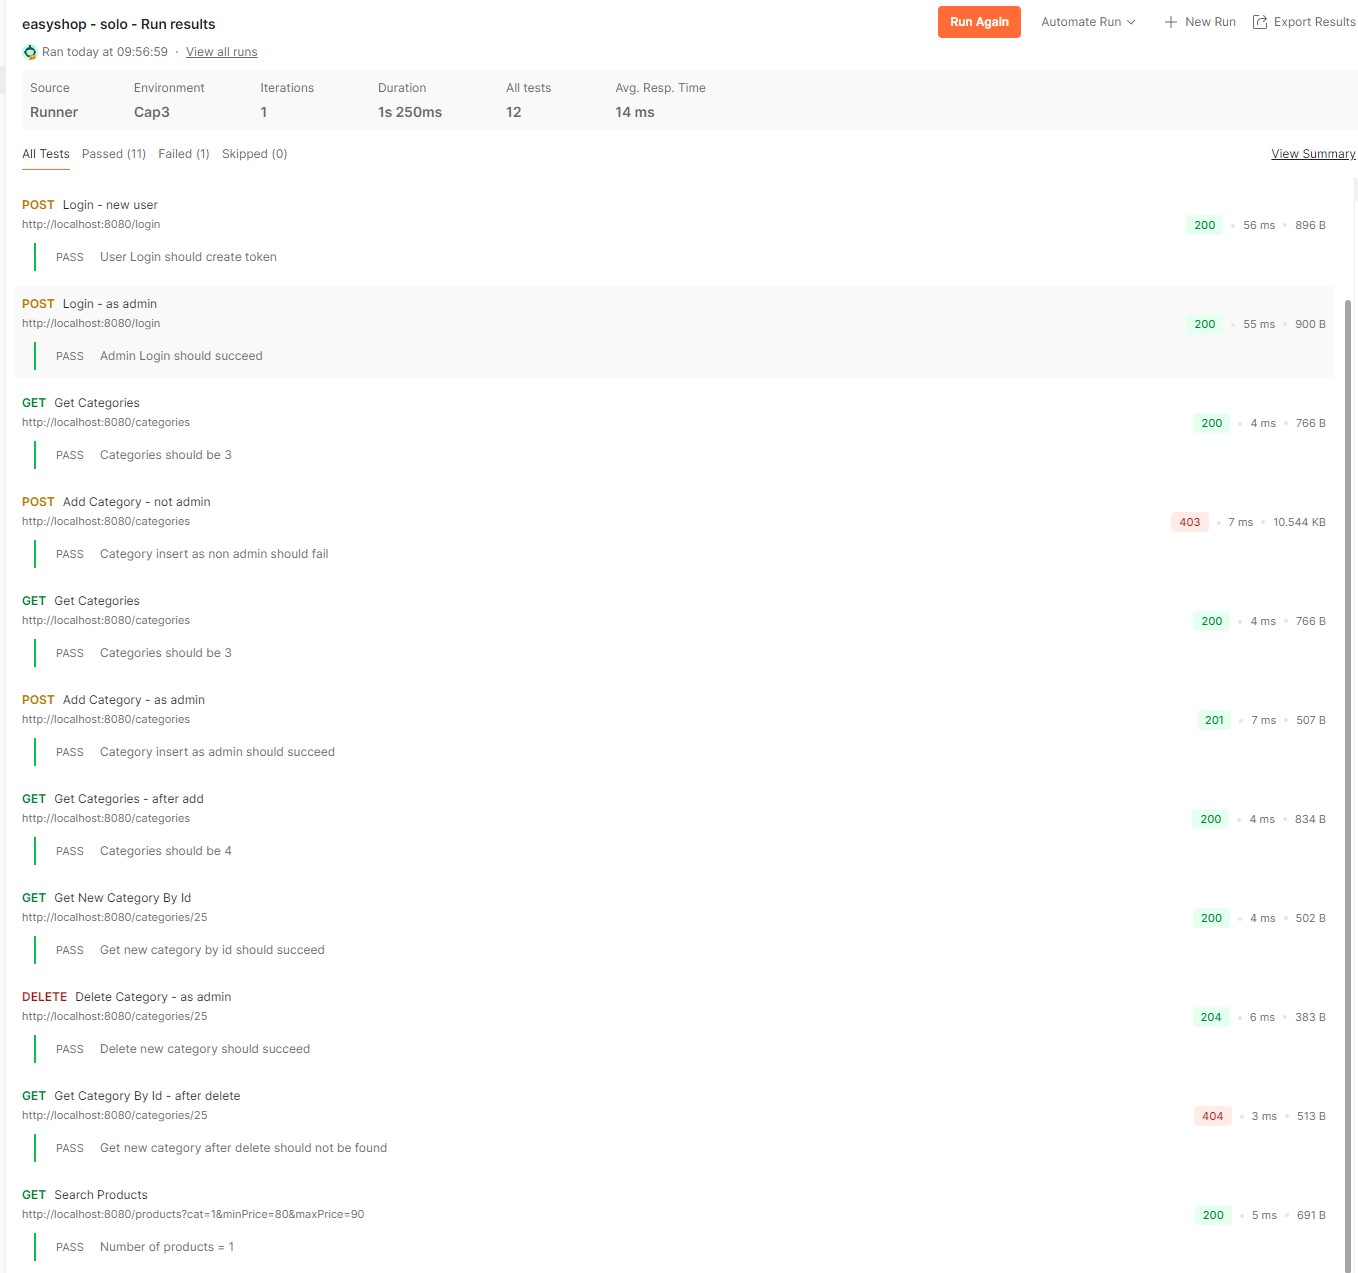 easyshop - solo - Run results
Run Again
Automate Run
New Run
Export Results
Ran today at 09:56:59 · View all runs
Source Environment Iterations Duration All tests Avg. Resp. Time
Runner Cap3 1 1s 250ms 12 14 ms
All Tests Passed (11) Failed (1) Skipped (0) View Summary
POST Login - new user
http://localhost:8080/login
200 • 56 ms • 896 B
PASS User Login should create token
POST Login - as admin
http://localhost:8080/login
200 • 55 ms • 900 B
PASS Admin Login should succeed
GET Get Categories
http://localhost:8080/categories
200 • 4 ms • 766 B
PASS Categories should be 3
POST Add Category - not admin
http://localhost:8080/categories
403 • 7 ms • 10.544 KB
PASS Category insert as non admin should fail
GET Get Categories
http://localhost:8080/categories
200 • 4 ms • 766 B
PASS Categories should be 3
POST Add Category - as admin
http://localhost:8080/categories
201 • 7 ms • 507 B
PASS Category insert as admin should succeed
GET Get Categories - after add
http://localhost:8080/categories
200 • 4 ms • 834 B
PASS Categories should be 4
GET Get New Category By Id
http://localhost:8080/categories/25
200 • 4 ms • 502 B
PASS Get new category by id should succeed
DELETE Delete Category - as admin
http://localhost:8080/categories/25
204 • 6 ms • 383 B
PASS Delete new category should succeed
GET Get Category By Id - after delete
http://localhost:8080/categories/25
404 • 3 ms • 513 B
PASS Get new category after delete should not be found
GET Search Products
http://localhost:8080/products?cat=1&minPrice=80&maxPrice=90
200 • 5 ms • 691 B
PASS Number of products = 1